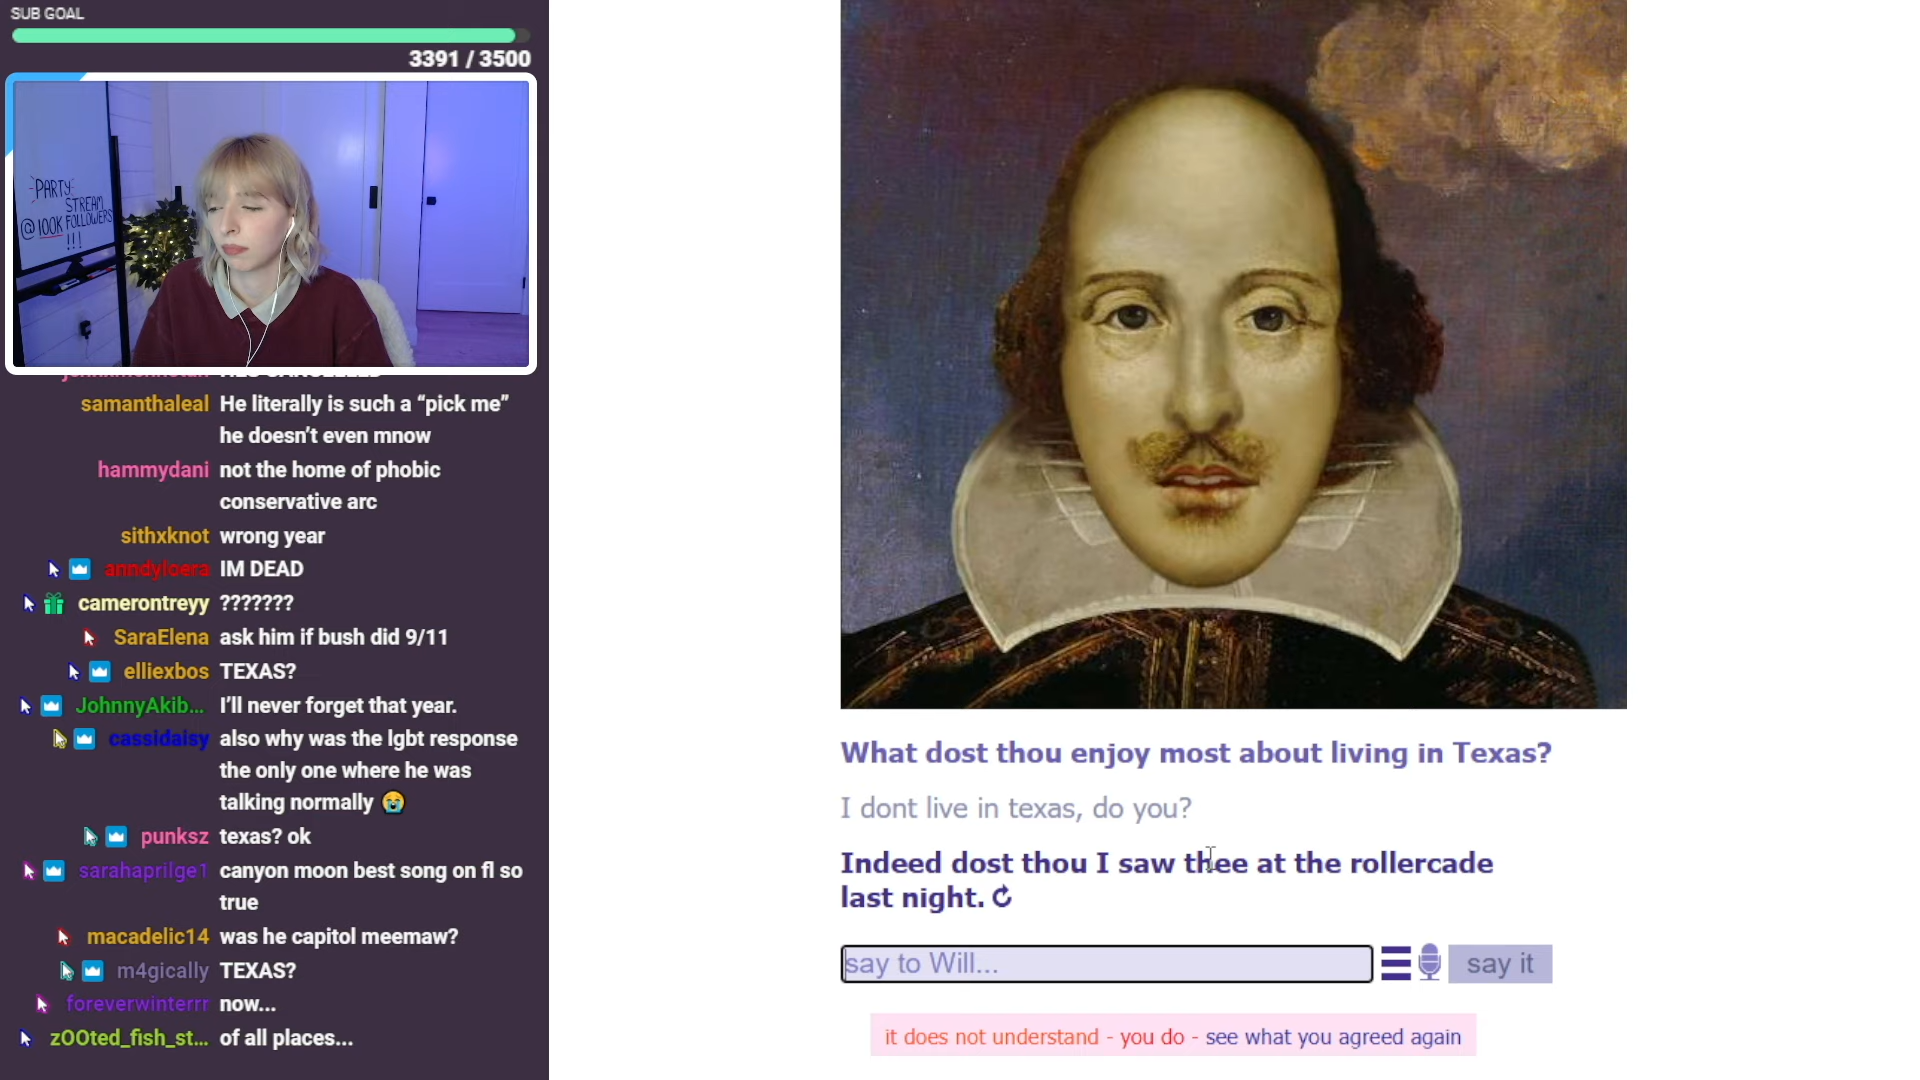 SUB GOAL
3391 / 3500
-PARTY-
STREAM
@100K FOLLOWERS
!!!
samanthaleal He literally is such a “pick me”
he doesn’t even mnow
hammydani not the home of phobic
conservative arc
sithxknot wrong year
anndyloera IM DEAD
camerontreyy ???????
SaraElena ask him if bush did 9/11
elliexbos TEXAS?
JohnnyAkib... I’ll never forget that year.
cassidaisy also why was the lgbt response
the only one where he was
talking normally 😭
punksz texas? ok
sarahaprilge1 canyon moon best song on fl so
true
macadelic14 was he capitol meemaw?
m4gically TEXAS?
foreverwinterrr now...
zOOted_fish_st... of all places...
What dost thou enjoy most about living in Texas?
I dont live in texas, do you?
Indeed dost thou I saw thee at the rollercade
last night.
say to Will...
say it
it does not understand - you do - see what you agreed again